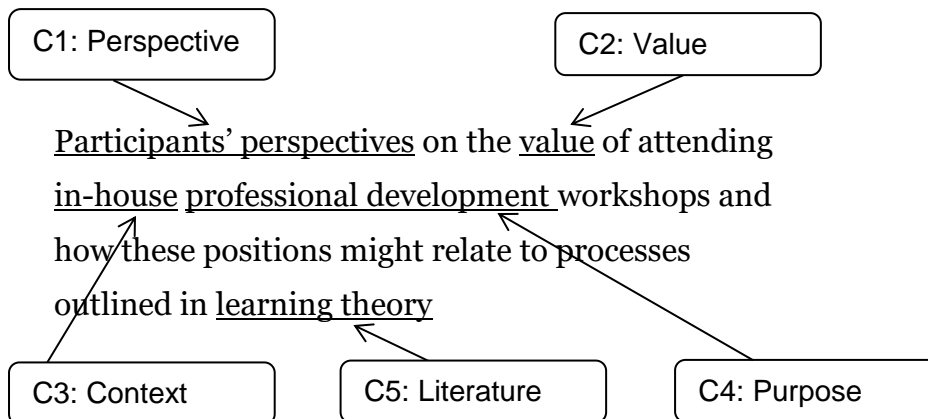 C1: Perspective
C2: Value
Participants’ perspectives on the value of attending
in-house professional development workshops and
how these positions might relate to processes
outlined in learning theory
C3: Context
C5: Literature
C4: Purpose